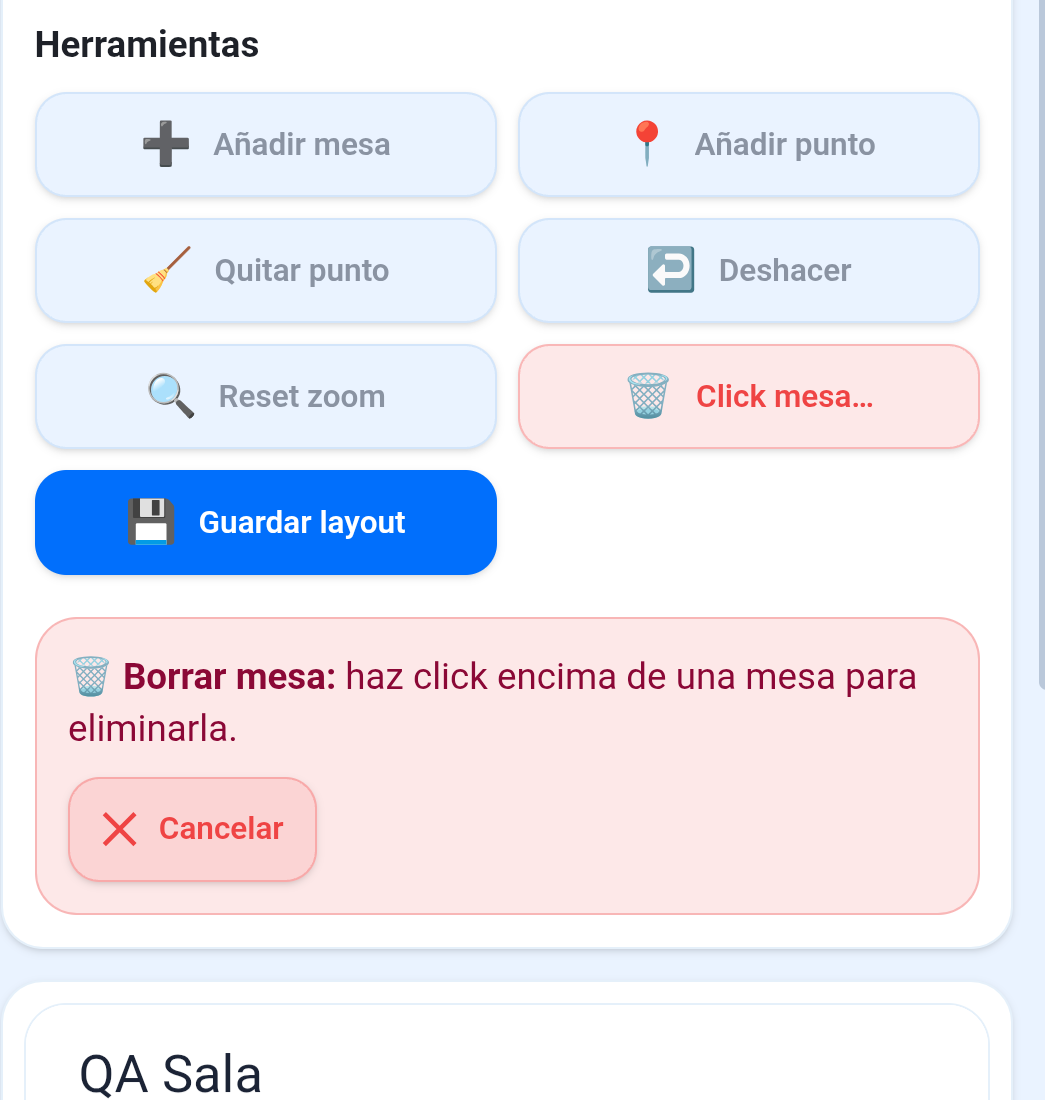 Herramientas
➕ Añadir mesa
📍 Añadir punto
🧹 Quitar punto
↩️ Deshacer
🔍 Reset zoom
🗑️ Click mesa…
💾 Guardar layout
🗑️ Borrar mesa: haz click encima de una mesa para
eliminarla.
❌ Cancelar
QA Sala